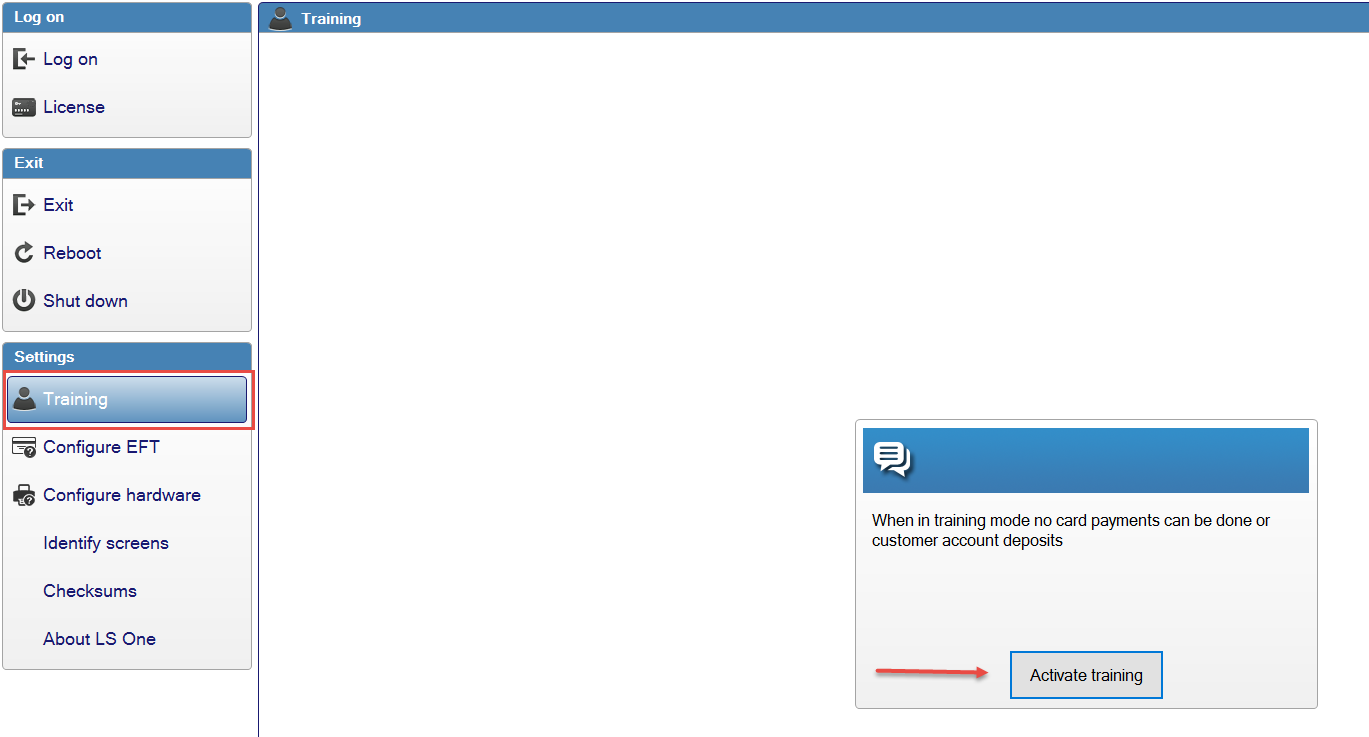 Log on
Log on
License
Exit
Exit
Reboot
Shut down
Settings
Training
Configure EFT
Configure hardware
Identify screens
Checksums
About LS One
Training
When in training mode no card payments can be done or
customer account deposits
Activate training